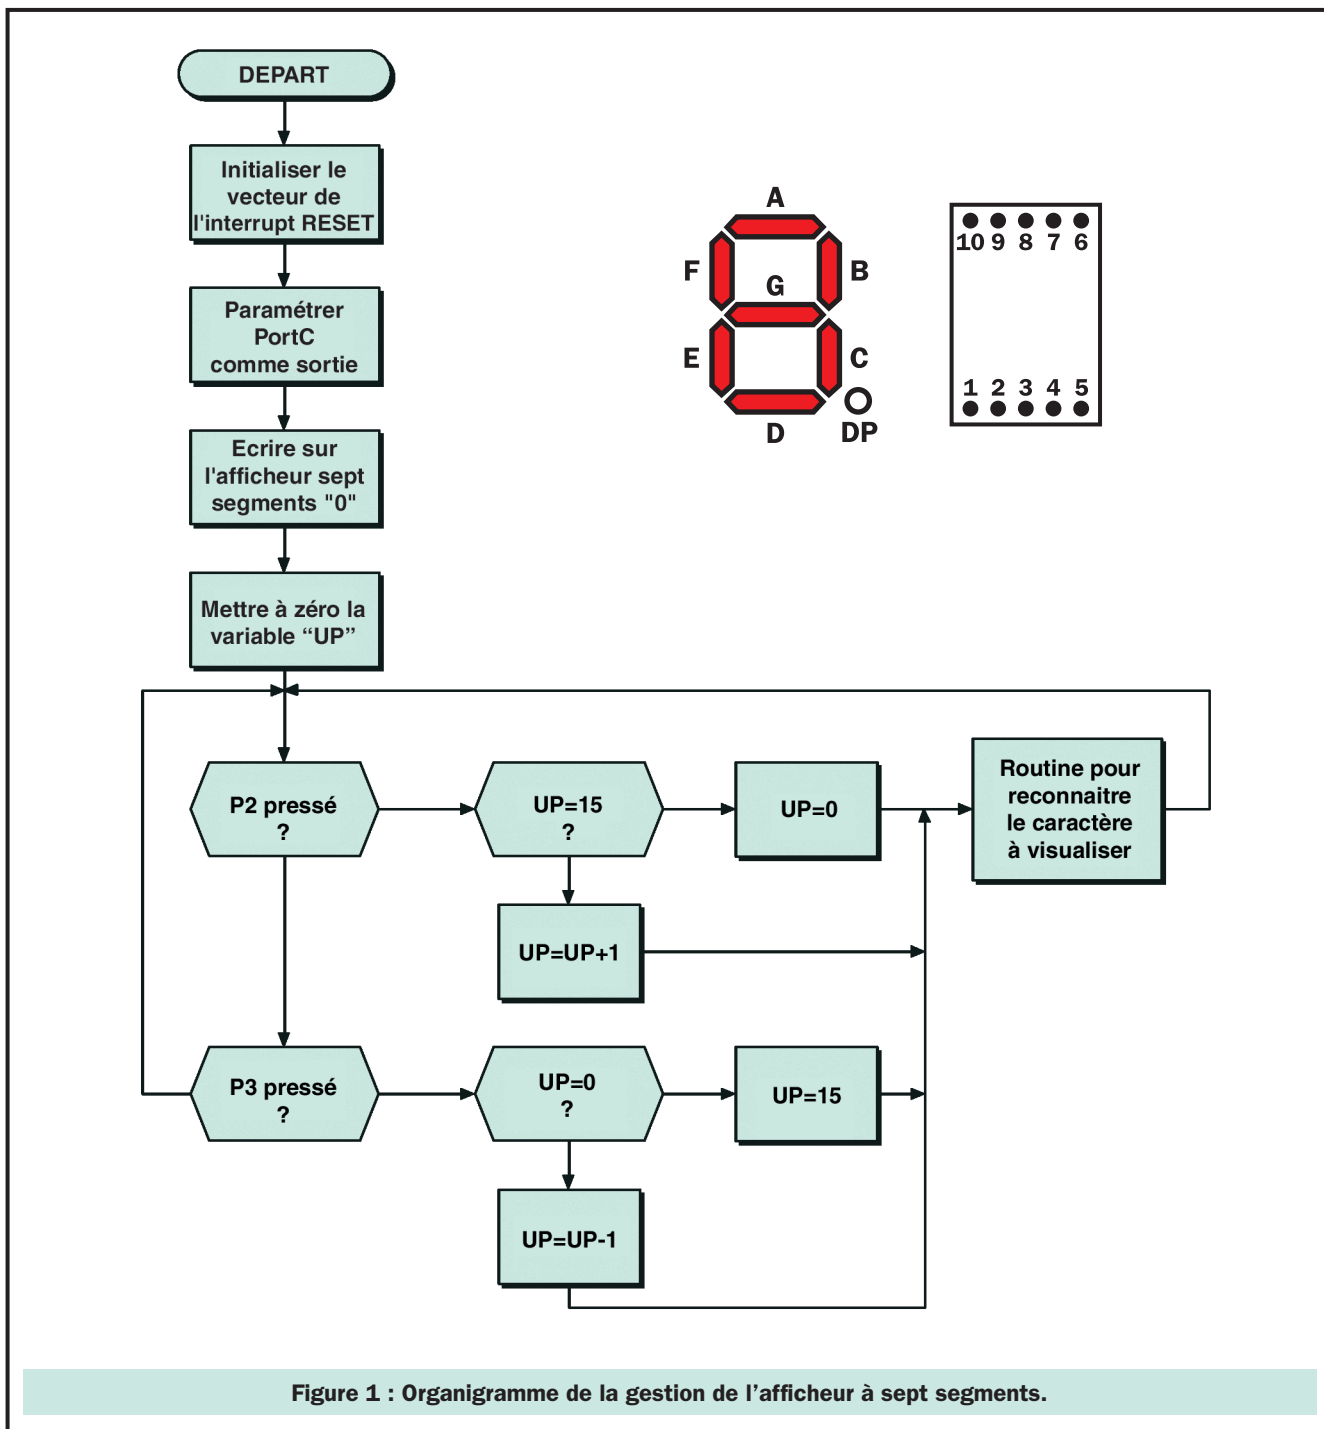 DEPART
Initialiser le
vecteur de
l'interrupt RESET
Paramétrer
PortC
comme sortie
Ecrire sur
l'afficheur sept
segments "0"
Mettre à zéro la
variable “UP”
A
F
B
G
E
C
D
DP
10 9 8 7 6
1 2 3 4 5
P2 pressé
?
UP=15
?
UP=0
Routine pour
reconnaitre
le caractère
à visualiser
UP=UP+1
P3 pressé
?
UP=0
?
UP=15
UP=UP-1
Figure 1 : Organigramme de la gestion de l’afficheur à sept segments.